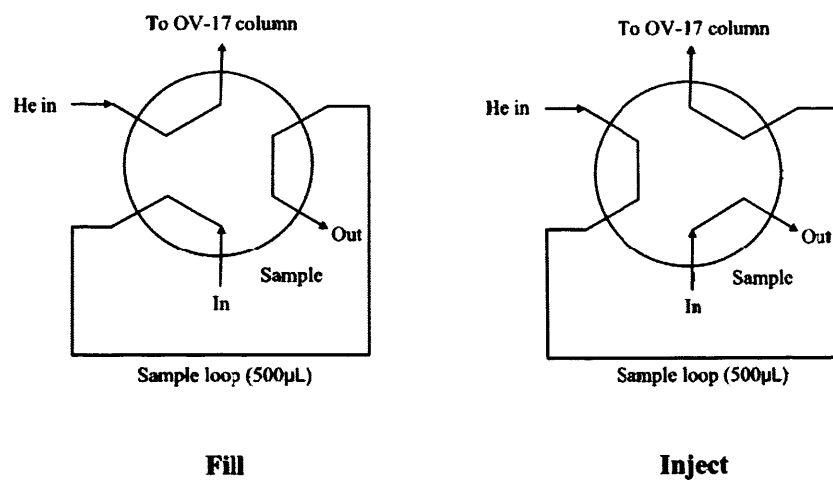 To OV-17 column
He in
Out
Sample
In
Sample loop (500µL)
Fill
To OV-17 column
He in
Out
Sample
In
Sample loop (500µL)
Inject